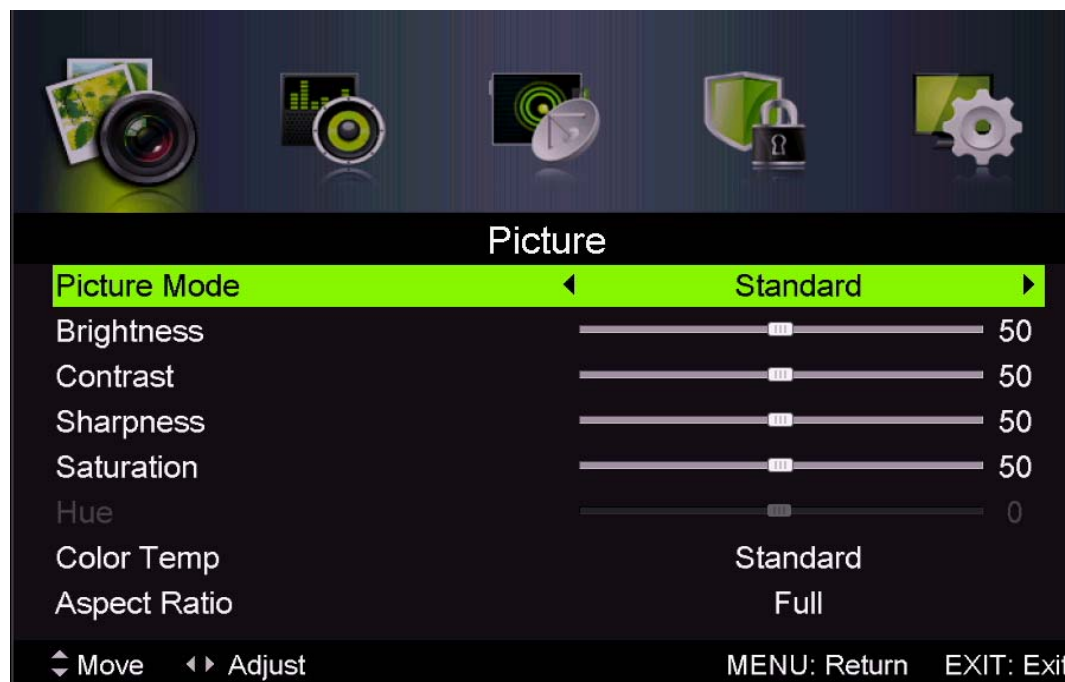 Picture
Picture Mode Standard
Brightness 50
Contrast 50
Sharpness 50
Saturation 50
Hue 0
Color Temp Standard
Aspect Ratio Full
Move Adjust MENU: Return EXIT: Exit